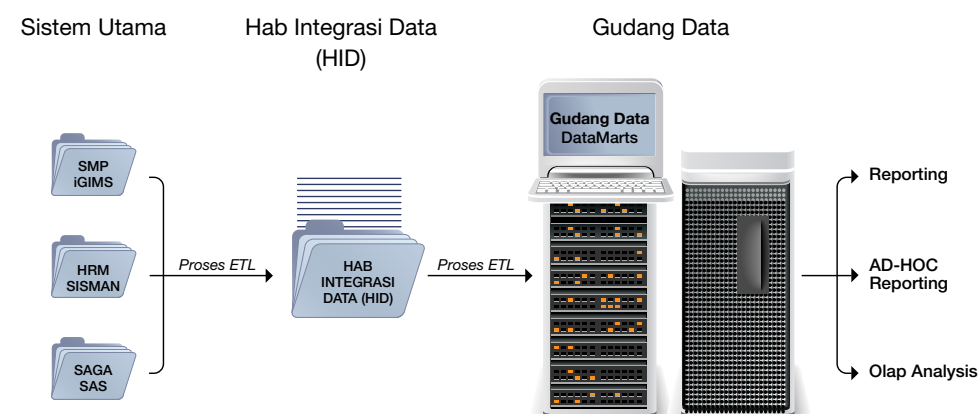 Sistem Utama
Hab Integrasi Data
(HID)
Gudang Data
SMP
iGIMS
HRM
SISMAN
SAGA
SAS
Proses ETL
HAB
INTEGRASI
DATA (HID)
Proses ETL
Gudang Data
DataMarts
Reporting
AD-HOC
Reporting
Olap Analysis